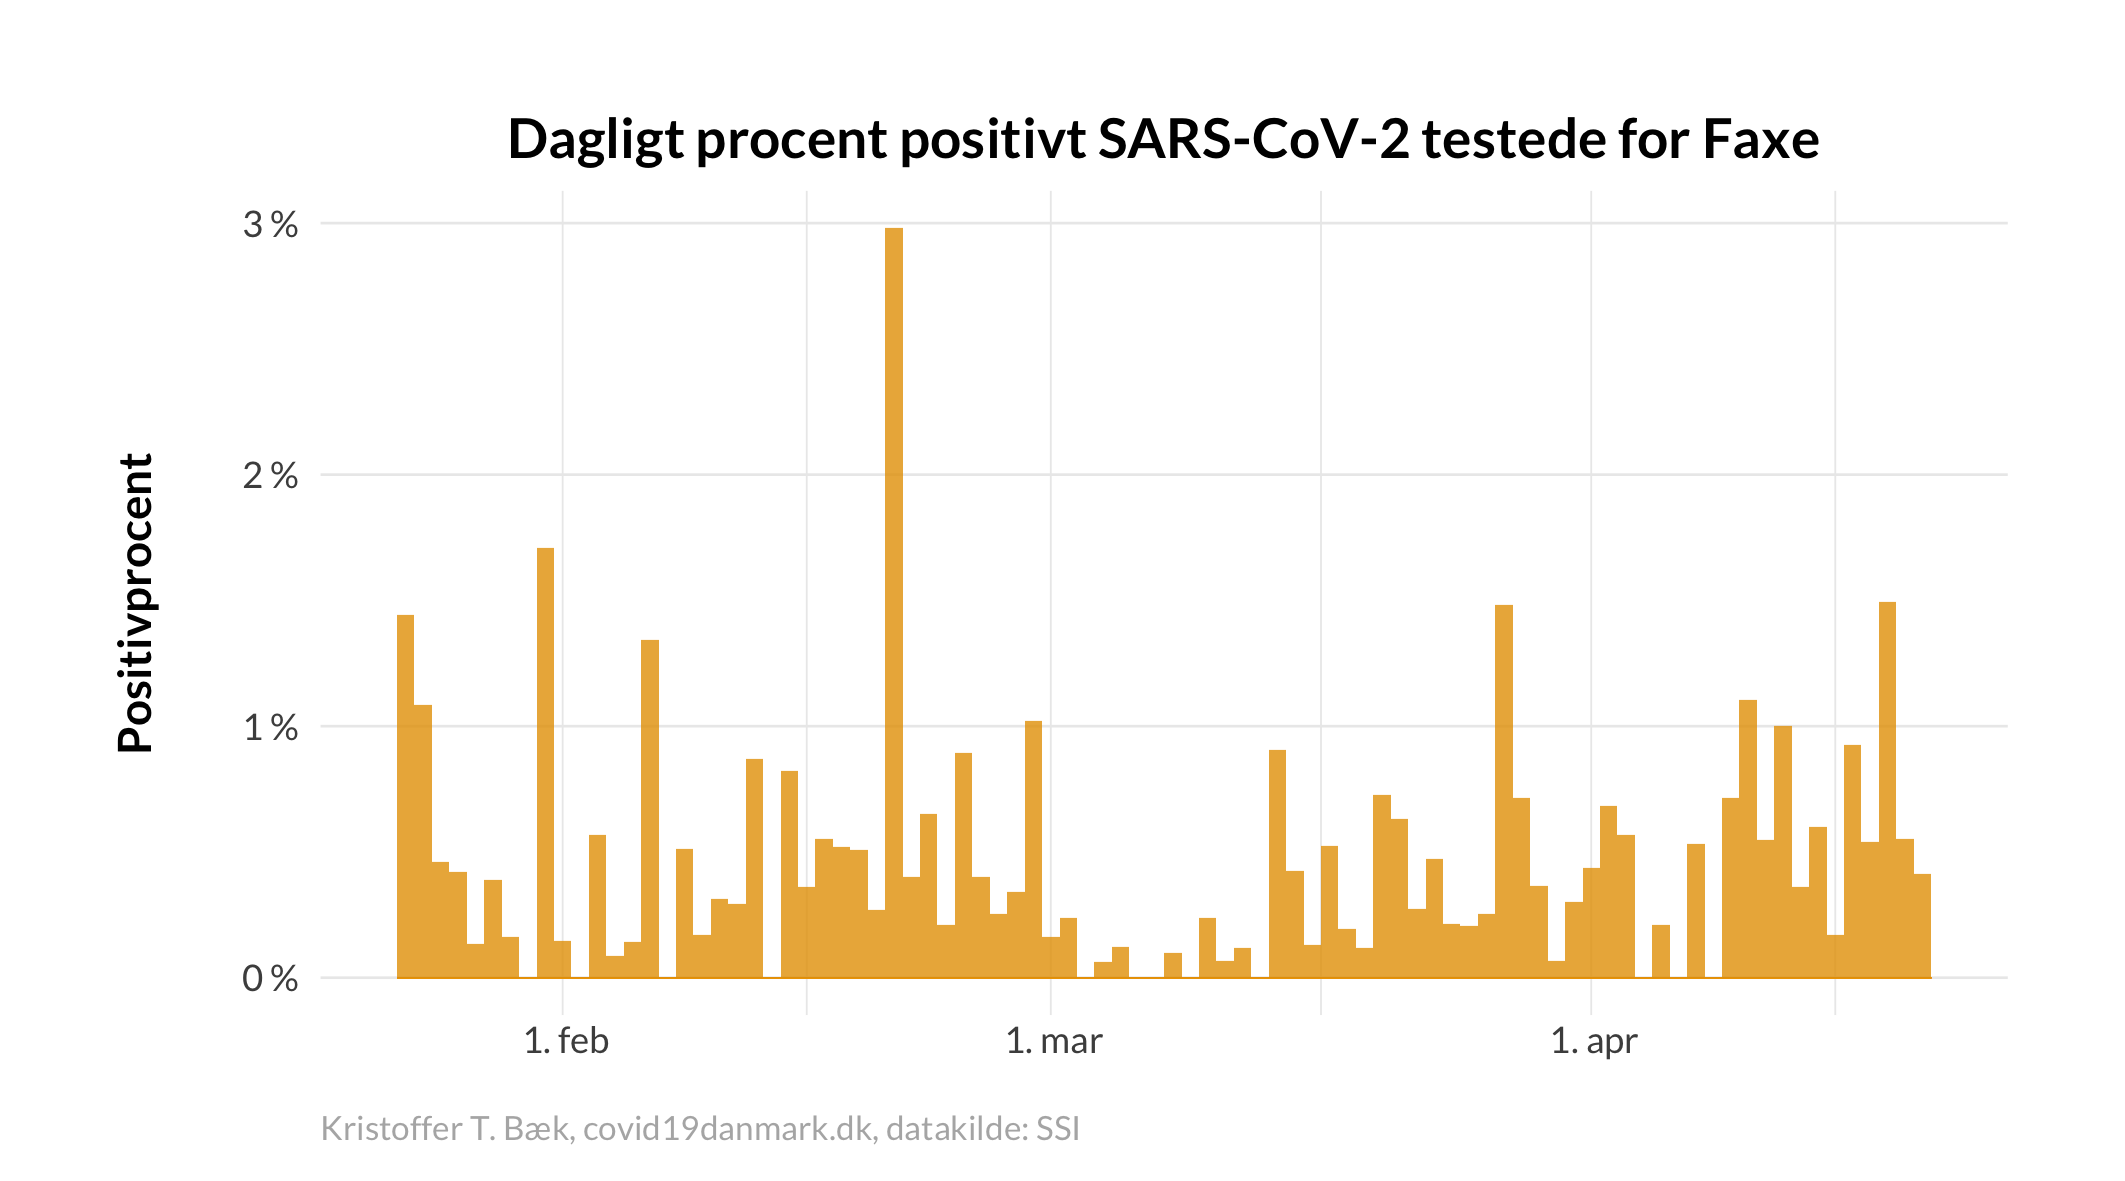 Dagligt procent positivt SARS-CoV-2 testede for Faxe
Positivprocent
3 %
2 %
1 %
0 %
1. feb
1. mar
1. apr
Kristoffer T. Bæk, covid19danmark.dk, datakilde: SSI